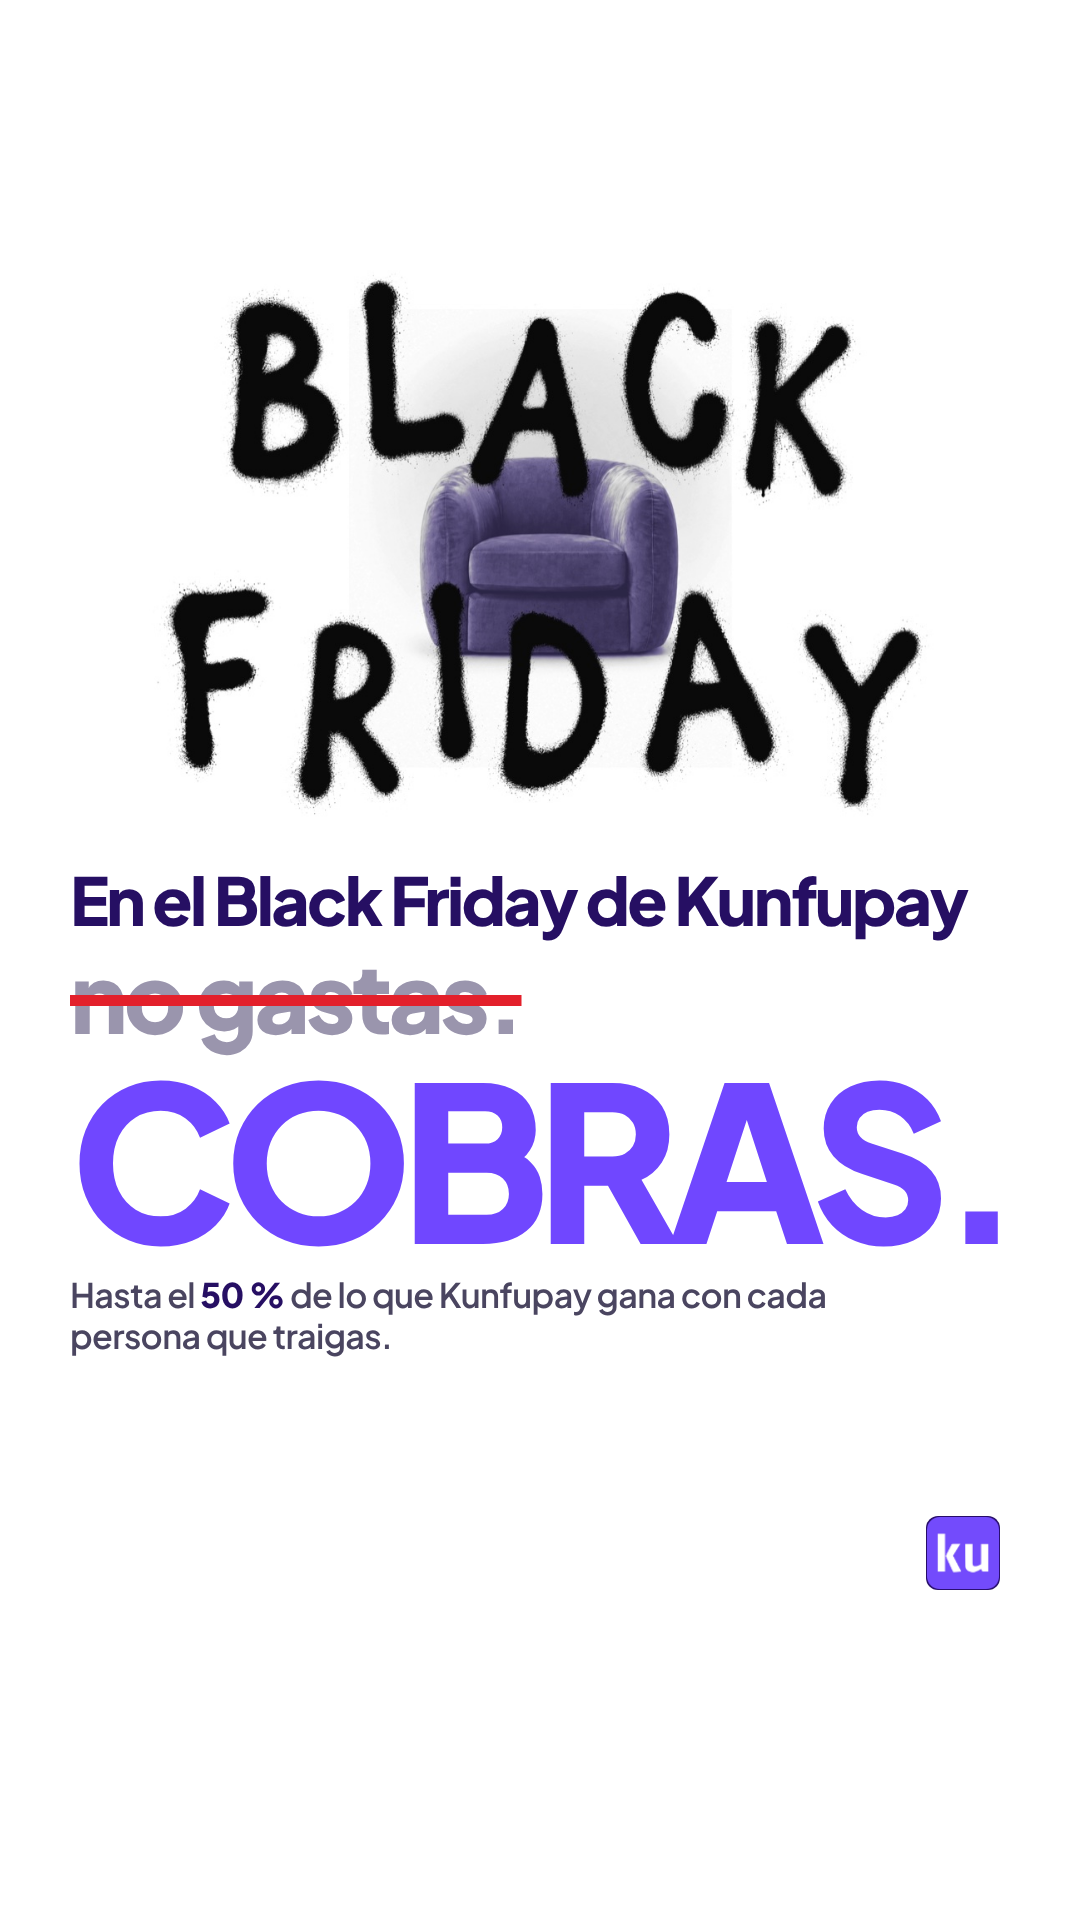 BLACK
FRIDAY
En el Black Friday de Kunfupay
no gastas.
COBRAS.
Hasta el 50 % de lo que Kunfupay gana con cada
persona que traigas.
ku